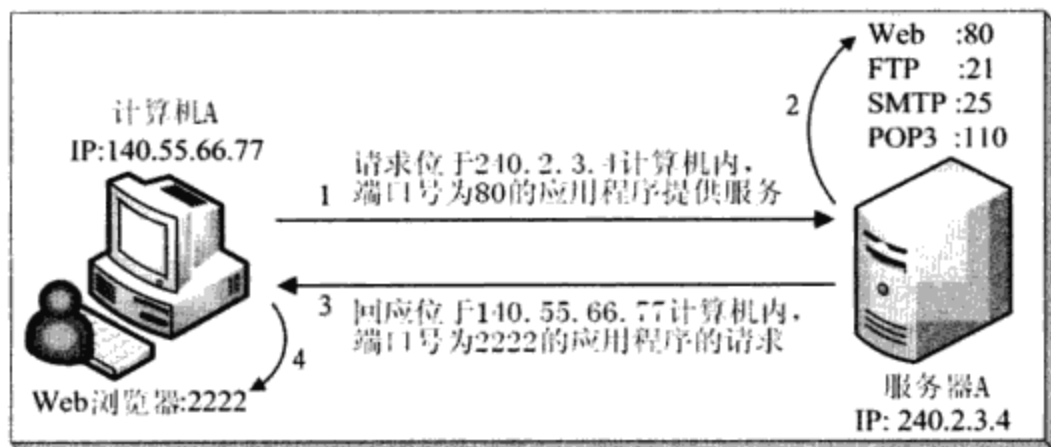 Web :80
FTP :21
SMTP :25
POP3 :110
2
计算机A
IP:140.55.66.77
请求位于240.2.3.4计算机内，
1 端口号为80的应用程序提供服务
3 回应位于140.55.66.77计算机内，
端口号为2222的应用程序的请求
4
Web浏览器:2222
服务器A
IP: 240.2.3.4